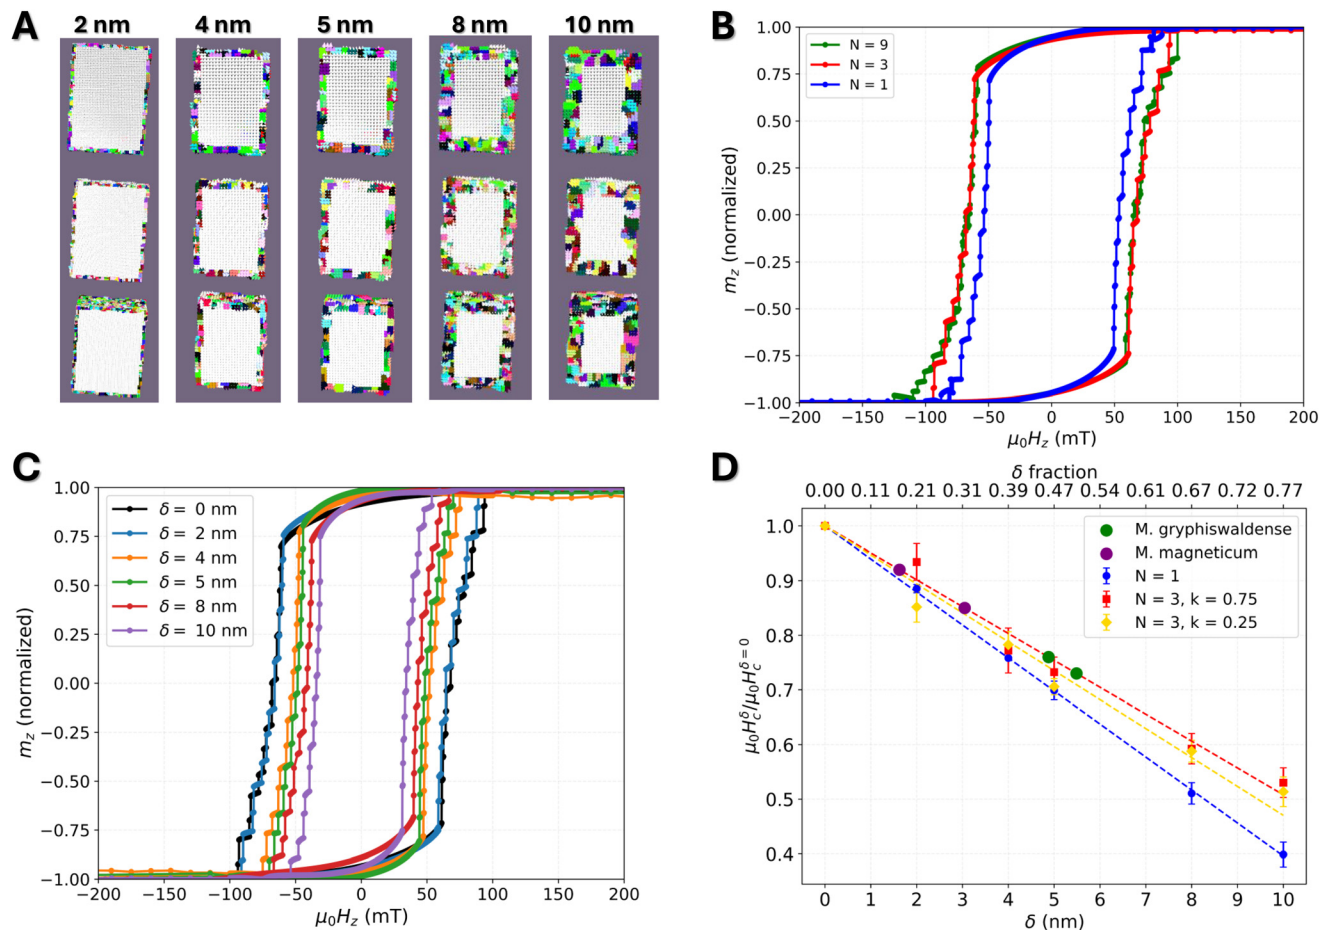 A
2 nm 4 nm 5 nm 8 nm 10 nm
B
1.00
0.75
0.50
0.25
0.00
−0.25
−0.50
−0.75
−1.00
m_z (normalized)
N = 9
N = 3
N = 1
−200 −150 −100 −50 0 50 100 150 200
μ₀H_z (mT)
C
1.00
0.75
0.50
0.25
0.00
−0.25
−0.50
−0.75
−1.00
m_z (normalized)
δ = 0 nm
δ = 2 nm
δ = 4 nm
δ = 5 nm
δ = 8 nm
δ = 10 nm
−200 −150 −100 −50 0 50 100 150 200
μ₀H_z (mT)
D
δ fraction
0.00 0.11 0.21 0.31 0.39 0.47 0.54 0.61 0.67 0.72 0.77
1.0
0.9
0.8
0.7
0.6
0.5
0.4
μ₀H_c^δ/μ₀H_c^{δ=0}
M. gryphiswaldense
M. magneticum
N = 1
N = 3, k = 0.75
N = 3, k = 0.25
0 1 2 3 4 5 6 7 8 9 10
δ (nm)